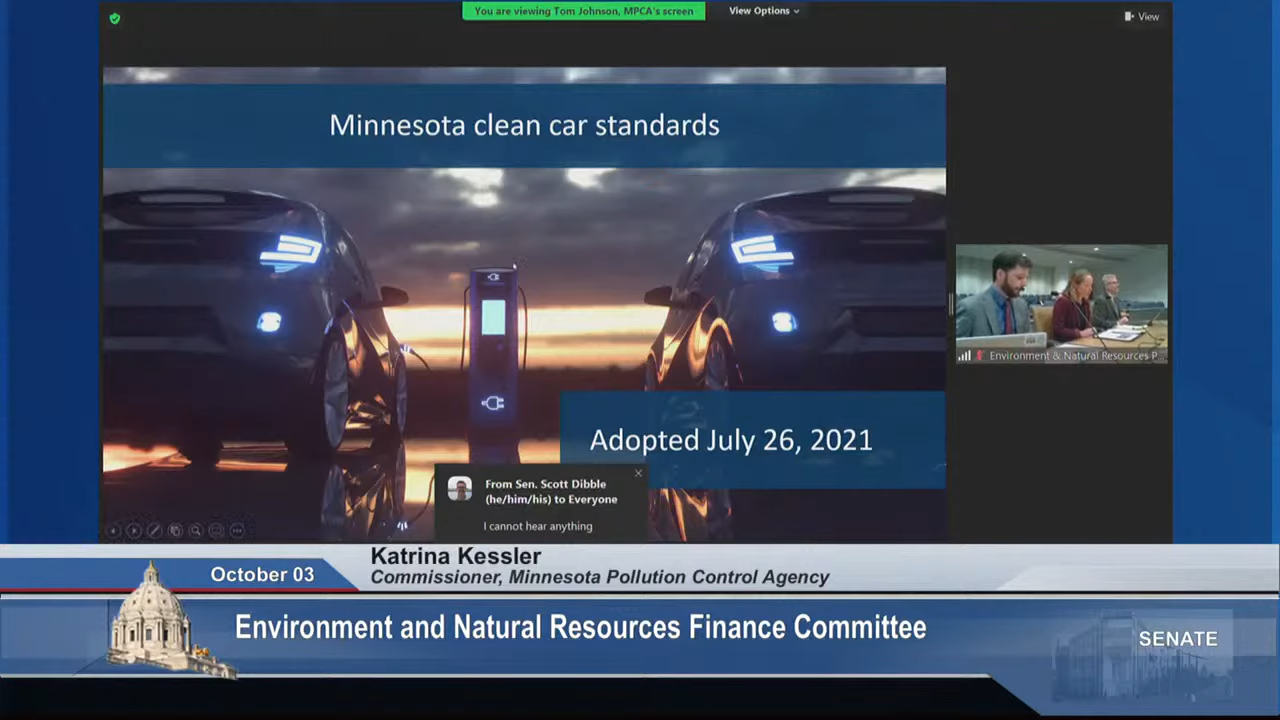 You are viewing Tom Johnson, MPCA's screen
View Options
View
Minnesota clean car standards
Adopted July 26, 2021
From Sen. Scott Dibble
(he/him/his) to Everyone
I cannot hear anything
Environment & Natural Resources P...
Katrina Kessler
Commissioner, Minnesota Pollution Control Agency
October 03
Environment and Natural Resources Finance Committee
SENATE